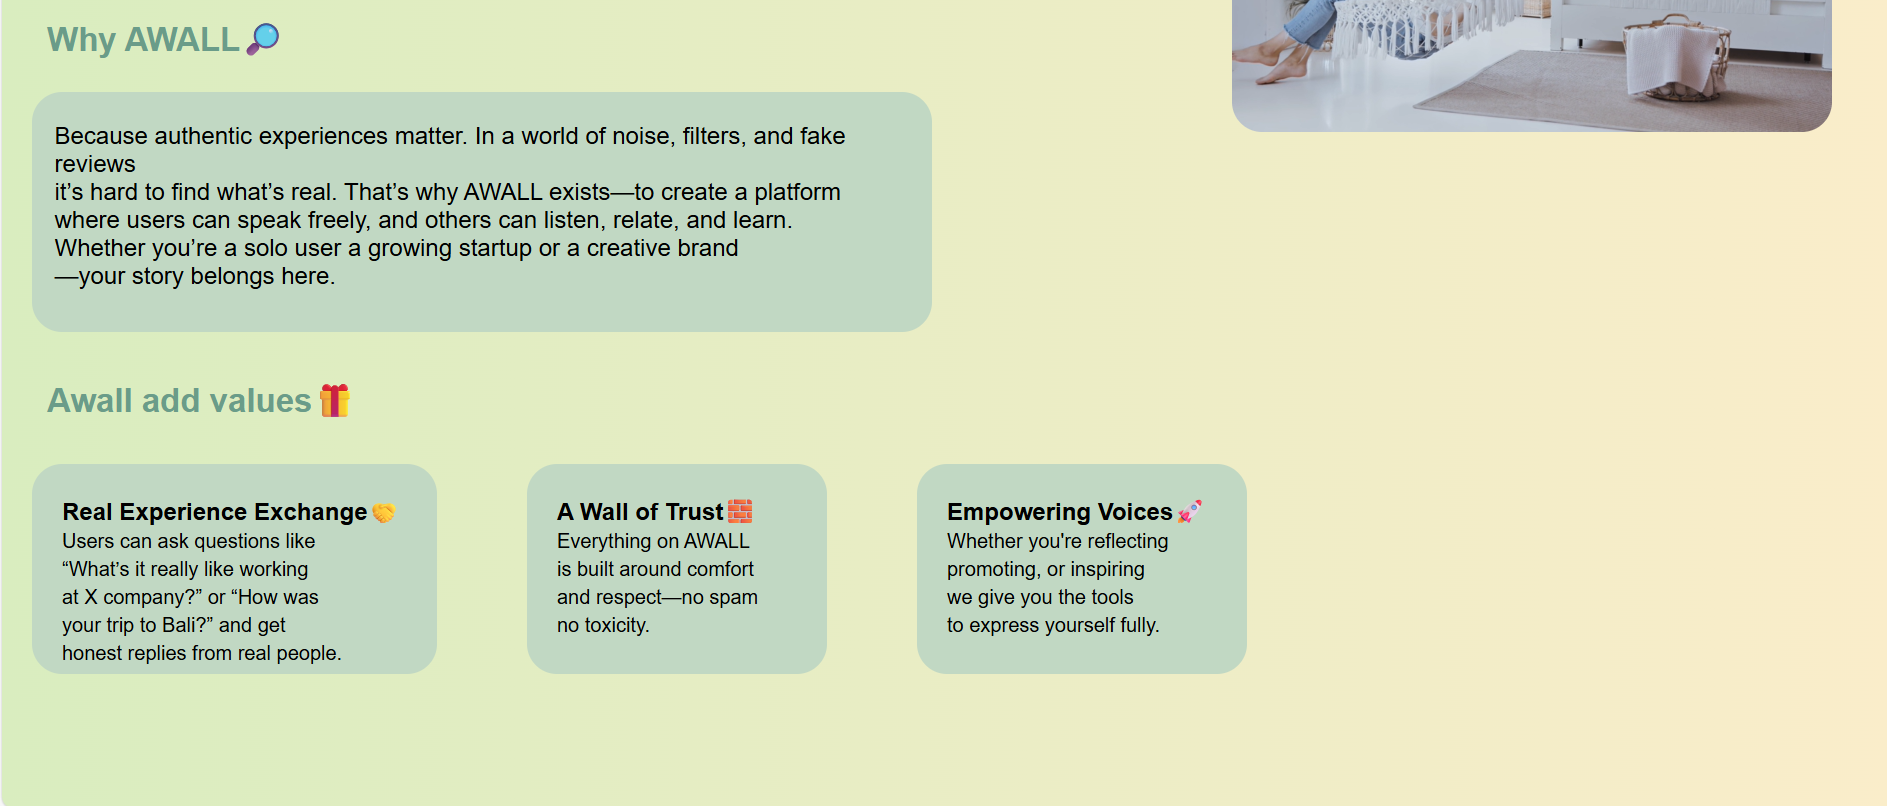 Why AWALL🔎
Because authentic experiences matter. In a world of noise, filters, and fake
reviews
it’s hard to find what’s real. That’s why AWALL exists—to create a platform
where users can speak freely, and others can listen, relate, and learn.
Whether you’re a solo user a growing startup or a creative brand
—your story belongs here.
Awall add values🎁
Real Experience Exchange🤝
Users can ask questions like
“What’s it really like working
at X company?” or “How was
your trip to Bali?” and get
honest replies from real people.
A Wall of Trust🧱
Everything on AWALL
is built around comfort
and respect—no spam
no toxicity.
Empowering Voices🚀
Whether you're reflecting
promoting, or inspiring
we give you the tools
to express yourself fully.